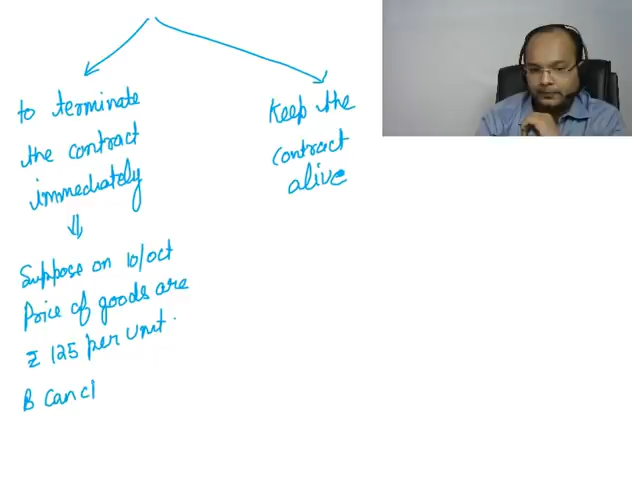 to terminate
the contract
immediately
Keep the
contract
alive
Suppose on 10/oct
Price of goods are
₹ 125 per unit.
B Cancl